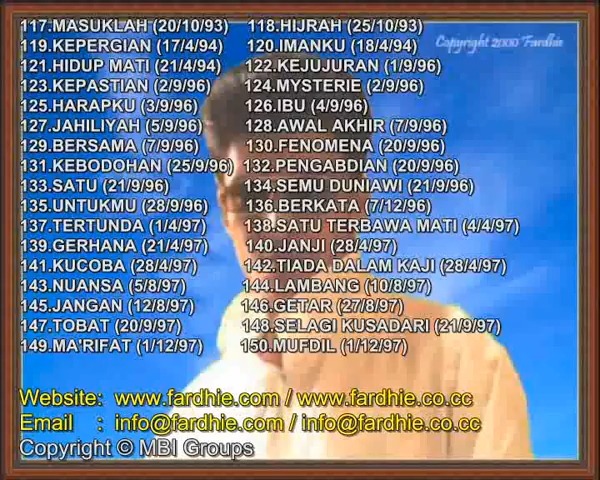 117.MASUKLAH (20/10/93) 118.HIJRAH (25/10/93)
119.KEPERGIAN (17/4/94) 120.IMANKU (18/4/94)
Copyright 2000 Fardhie
121.HIDUP MATI (21/4/94) 122.KEJUJURAN (1/9/96)
123.KEPASTIAN (2/9/96) 124.MYSTERIE (2/9/96)
125.HARAPKU (3/9/96) 126.IBU (4/9/96)
127.JAHILIYAH (5/9/96) 128.AWAL AKHIR (7/9/96)
129.BERSAMA (7/9/96) 130.FENOMENA (20/9/96)
131.KEBODOHAN (25/9/96) 132.PENGABDIAN (20/9/96)
133.SATU (21/9/96) 134.SEMU DUNIAWI (21/9/96)
135.UNTUKMU (28/9/96) 136.BERKATA (7/12/96)
137.TERTUNDA (1/4/97) 138.SATU TERBAWA MATI (4/4/97)
139.GERHANA (21/4/97) 140.JANJI (28/4/97)
141.KUCOBA (28/4/97) 142.TIADA DALAM KAJI (28/4/97)
143.NUANSA (5/8/97) 144.LAMBANG (10/8/97)
145.JANGAN (12/8/97) 146.GETAR (27/8/97)
147.TOBAT (20/9/97) 148.SELAGI KUSADARI (21/9/97)
149.MA'RIFAT (1/12/97) 150.MUFDIL (1/12/97)
Website: www.fardhie.com / www.fardhie.co.cc
Email : info@fardhie.com / info@fardhie.co.cc
Copyright © MBI Groups